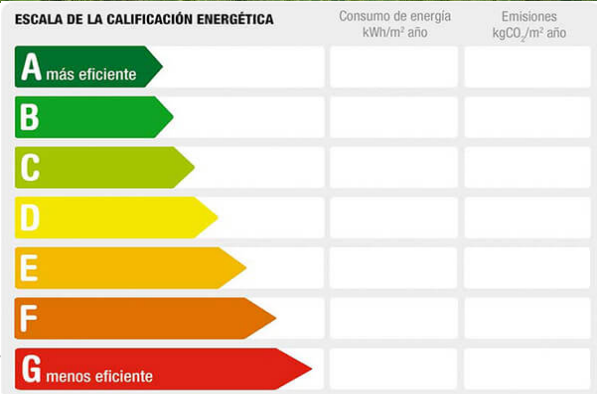 ESCALA DE LA CALIFICACIÓN ENERGÉTICA
Consumo de energía
kWh/m² año
Emisiones
kgCO₂/m² año
A más eficiente
B
C
D
E
F
G menos eficiente